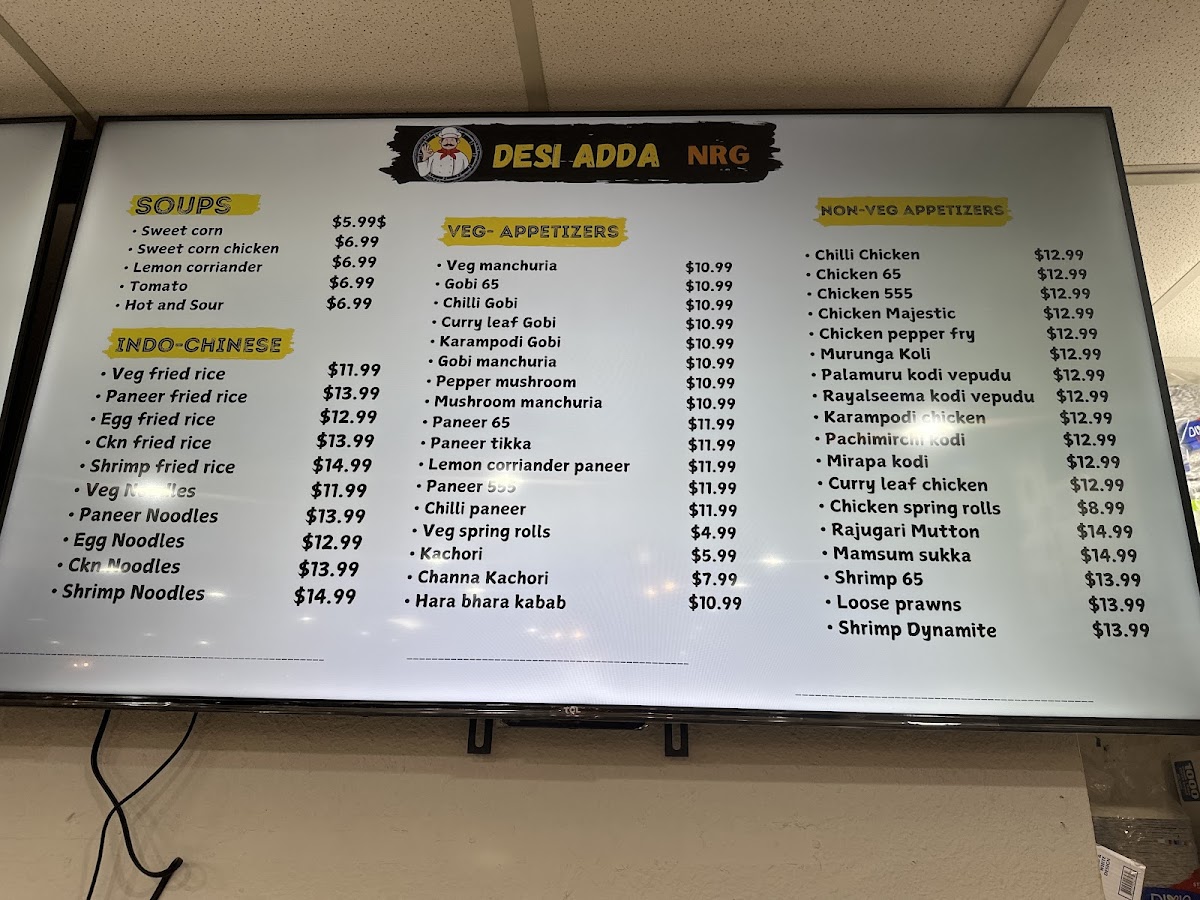 DESI ADDA NRG
SOUPS
• Sweet corn $5.99$
• Sweet corn chicken $6.99
• Lemon corriander $6.99
• Tomato $6.99
• Hot and Sour $6.99
INDO-CHINESE
• Veg fried rice $11.99
• Paneer fried rice $13.99
• Egg fried rice $12.99
• Ckn fried rice $13.99
• Shrimp fried rice $14.99
• Veg Noodles $11.99
• Paneer Noodles $13.99
• Egg Noodles $12.99
• Ckn Noodles $13.99
• Shrimp Noodles $14.99
VEG- APPETIZERS
• Veg manchuria $10.99
• Gobi 65 $10.99
• Chilli Gobi $10.99
• Curry leaf Gobi $10.99
• Karampodi Gobi $10.99
• Gobi manchuria $10.99
• Pepper mushroom $10.99
• Mushroom manchuria $10.99
• Paneer 65 $11.99
• Paneer tikka $11.99
• Lemon corriander paneer $11.99
• Paneer 555 $11.99
• Chilli paneer $11.99
• Veg spring rolls $4.99
• Kachori $5.99
• Channa Kachori $7.99
• Hara bhara kabab $10.99
NON-VEG APPETIZERS
• Chilli Chicken $12.99
• Chicken 65 $12.99
• Chicken 555 $12.99
• Chicken Majestic $12.99
• Chicken pepper fry $12.99
• Murunga Koli $12.99
• Palamuru kodi vepudu $12.99
• Rayalseema kodi vepudu $12.99
• Karampodi chicken $12.99
• Pachimirchi kodi $12.99
• Mirapa kodi $12.99
• Curry leaf chicken $12.99
• Chicken spring rolls $8.99
• Rajugari Mutton $14.99
• Mamsum sukka $14.99
• Shrimp 65 $13.99
• Loose prawns $13.99
• Shrimp Dynamite $13.99
TCL